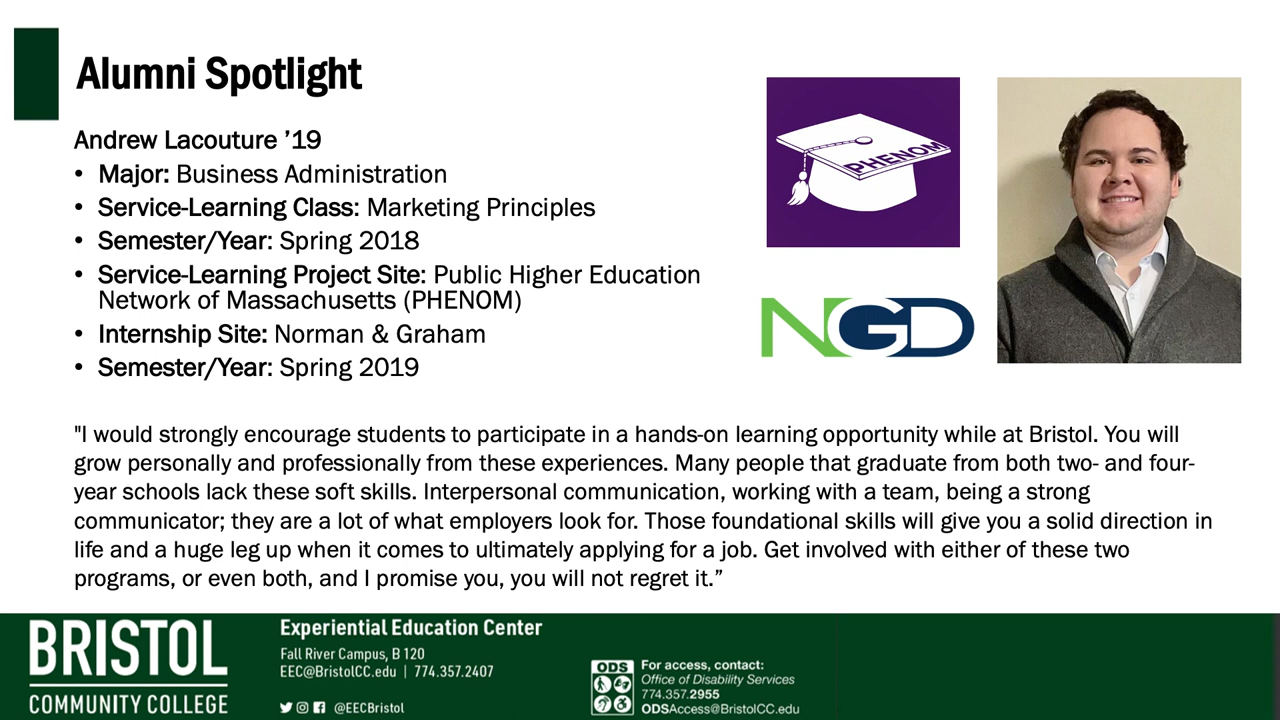 Alumni Spotlight
Andrew Lacouture ’19
• Major: Business Administration
• Service-Learning Class: Marketing Principles
• Semester/Year: Spring 2018
• Service-Learning Project Site: Public Higher Education
Network of Massachusetts (PHENOM)
• Internship Site: Norman & Graham
• Semester/Year: Spring 2019
PHENOM
NGD
"I would strongly encourage students to participate in a hands-on learning opportunity while at Bristol. You will
grow personally and professionally from these experiences. Many people that graduate from both two- and four-
year schools lack these soft skills. Interpersonal communication, working with a team, being a strong
communicator; they are a lot of what employers look for. Those foundational skills will give you a solid direction in
life and a huge leg up when it comes to ultimately applying for a job. Get involved with either of these two
programs, or even both, and I promise you, you will not regret it.”
BRISTOL
COMMUNITY COLLEGE
Experiential Education Center
Fall River Campus, B 120
EEC@BristolCC.edu | 774.357.2407
@EECBristol
ODS
For access, contact:
Office of Disability Services
774.357.2955
ODSAccess@BristolCC.edu